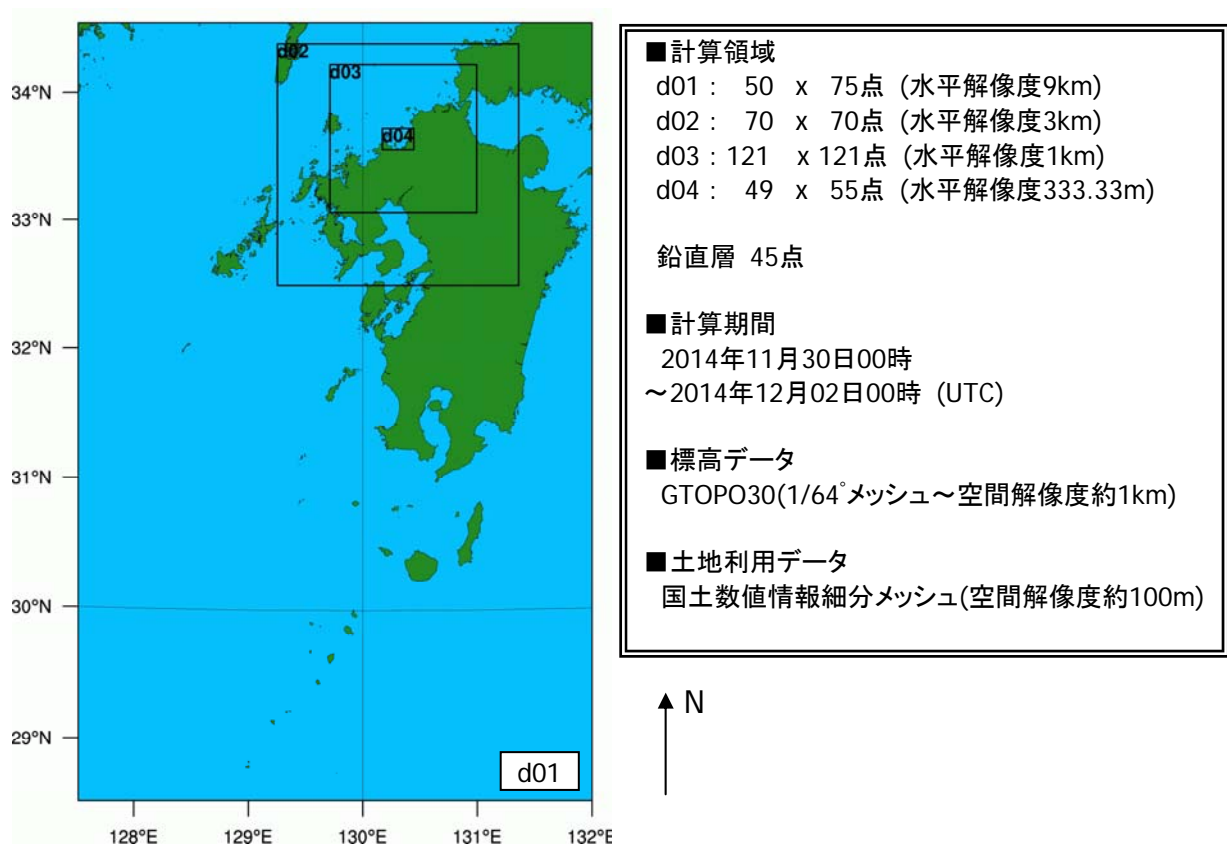 d02
d03
d04
34°N
33°N
32°N
31°N
30°N
29°N
d01
128°E
129°E
130°E
131°E
132°E
■計算領域
d01 : 50 x 75点 (水平解像度9km)
d02 : 70 x 70点 (水平解像度3km)
d03 : 121 x 121点 (水平解像度1km)
d04 : 49 x 55点 (水平解像度333.33m)
鉛直層 45点
■計算期間
2014年11月30日00時
～2014年12月02日00時 (UTC)
■標高データ
GTOPO30(1/64°メッシュ～空間解像度約1km)
■土地利用データ
国土数値情報細分メッシュ(空間解像度約100m)
N